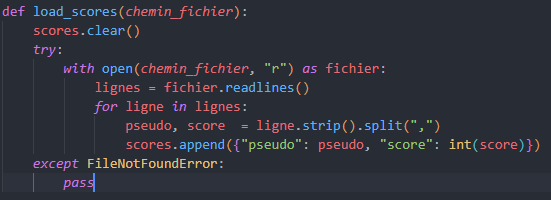 def load_scores(chemin_fichier):
    scores.clear()
    try:
        with open(chemin_fichier, "r") as fichier:
            lignes = fichier.readlines()
            for ligne in lignes:
                pseudo, score  = ligne.strip().split(",")
                scores.append({"pseudo": pseudo, "score": int(score)})
    except FileNotFoundError:
        pass